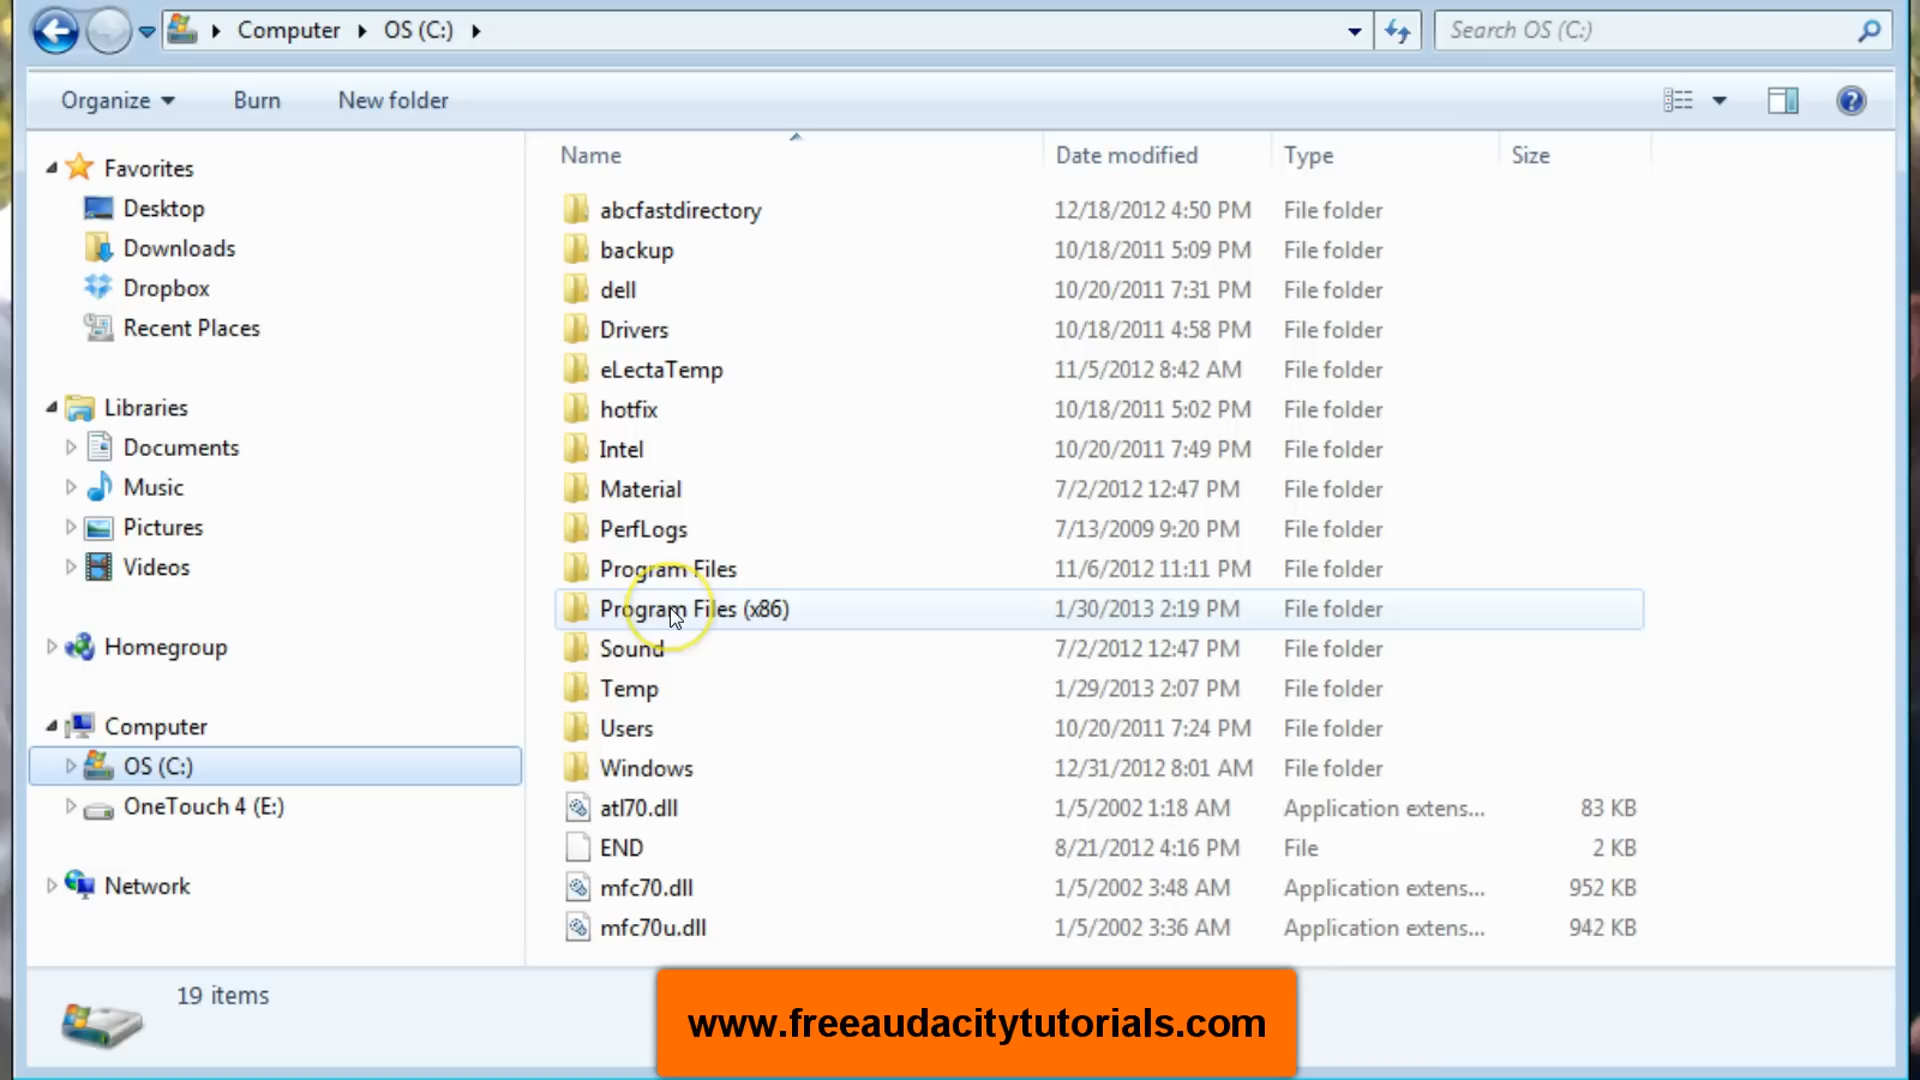 Computer OS (C:) Search OS (C:)
Organize Burn New folder
Name Date modified Type Size
Favorites
Desktop
Downloads
Dropbox
Recent Places
Libraries
Documents
Music
Pictures
Videos
Homegroup
Computer
OS (C:)
OneTouch 4 (E:)
Network
abcfastdirectory 12/18/2012 4:50 PM File folder
backup 10/18/2011 5:09 PM File folder
dell 10/20/2011 7:31 PM File folder
Drivers 10/18/2011 4:58 PM File folder
eLectaTemp 11/5/2012 8:42 AM File folder
hotfix 10/18/2011 5:02 PM File folder
Intel 10/20/2011 7:49 PM File folder
Material 7/2/2012 12:47 PM File folder
PerfLogs 7/13/2009 9:20 PM File folder
Program Files 11/6/2012 11:11 PM File folder
Program Files (x86) 1/30/2013 2:19 PM File folder
Sound 7/2/2012 12:47 PM File folder
Temp 1/29/2013 2:07 PM File folder
Users 10/20/2011 7:24 PM File folder
Windows 12/31/2012 8:01 AM File folder
atl70.dll 1/5/2002 1:18 AM Application extens... 83 KB
END 8/21/2012 4:16 PM File 2 KB
mfc70.dll 1/5/2002 3:48 AM Application extens... 952 KB
mfc70u.dll 1/5/2002 3:36 AM Application extens... 942 KB
19 items
www.freeaudacitytutorials.com